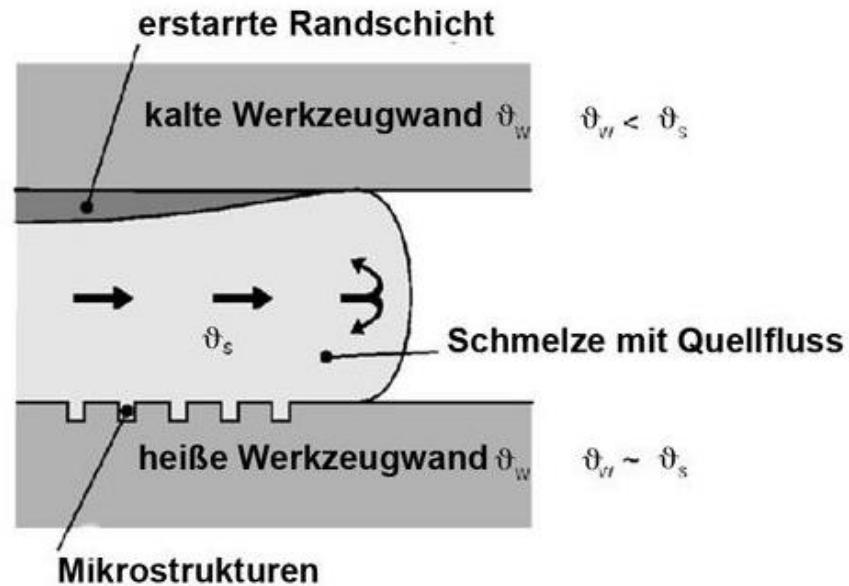 erstarrte Randschicht
kalte Werkzeugwand ϑw ϑw < ϑs
ϑs
Schmelze mit Quellfluss
heiße Werkzeugwand ϑw ϑw ~ ϑs
Mikrostrukturen